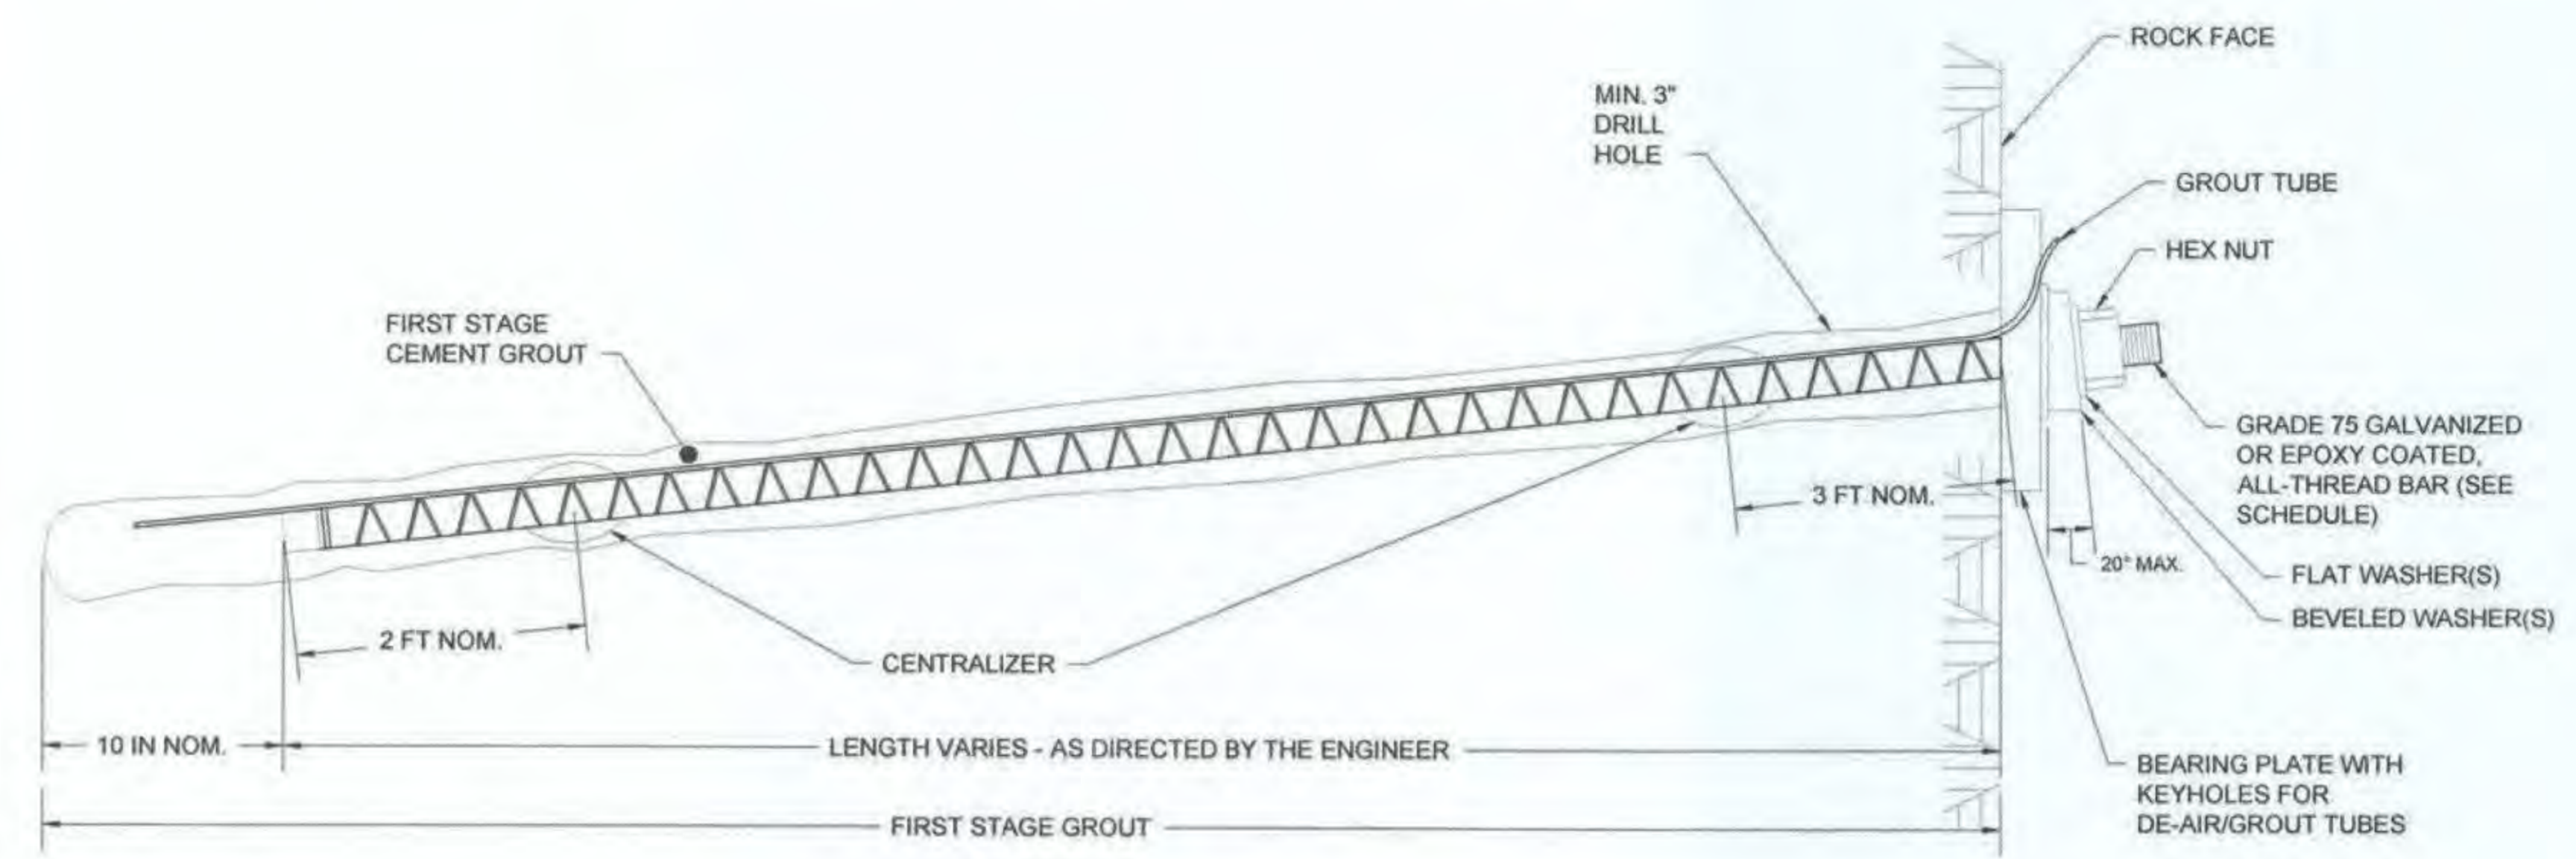 ROCK FACE
MIN. 3"
DRILL
HOLE
GROUT TUBE
HEX NUT
FIRST STAGE
CEMENT GROUT
GRADE 75 GALVANIZED
OR EPOXY COATED,
ALL-THREAD BAR (SEE
SCHEDULE)
3 FT NOM.
20° MAX.
FLAT WASHER(S)
BEVELED WASHER(S)
2 FT NOM.
CENTRALIZER
10 IN NOM.
LENGTH VARIES - AS DIRECTED BY THE ENGINEER
BEARING PLATE WITH
KEYHOLES FOR
DE-AIR/GROUT TUBES
FIRST STAGE GROUT